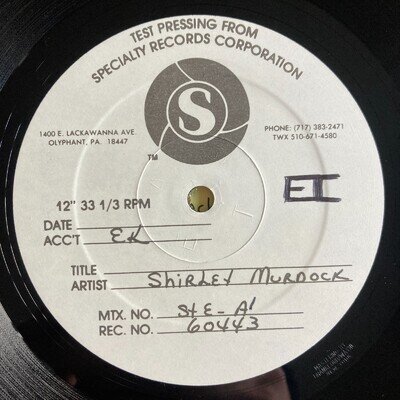 TEST PRESSING FROM
SPECIALTY RECORDS CORPORATION
S
1400 E. LACKAWANNA AVE.
OLYPHANT, PA. 18447
PHONE: (717) 383-2471
TWX 510-671-4580
TM
12" 33 1/3 RPM
EI
DATE
ACC'T EK
TITLE
ARTIST Shirley Murdock
MTX. NO. St E-A1
REC. NO. 60443